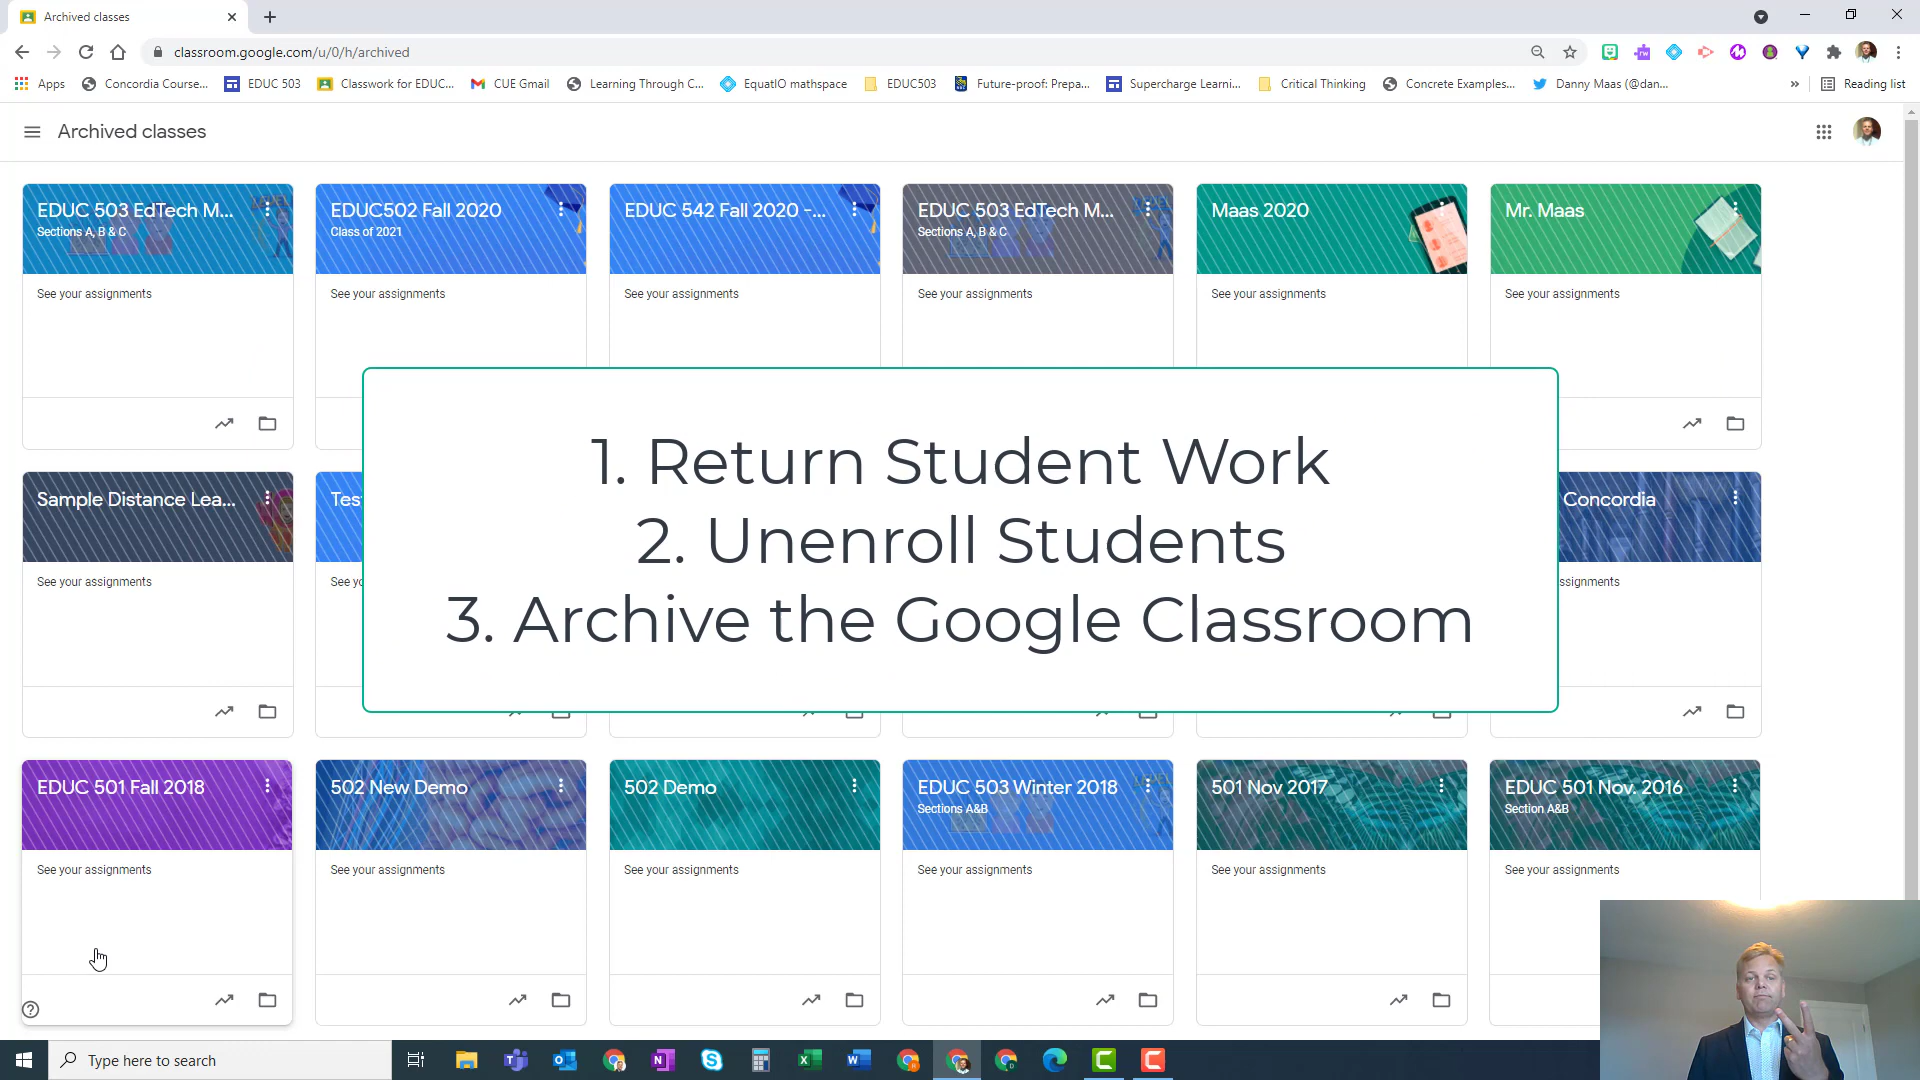 Archived classes
classroom.google.com/u/0/h/archived
Apps
Concordia Course...
EDUC 503
Classwork for EDUC...
CUE Gmail
Learning Through C...
EquatIO mathspace
EDUC503
Future-proof: Prepa...
Supercharge Learni...
Critical Thinking
Concrete Examples...
Danny Maas (@dan...
»
Reading list
Archived classes
EDUC 503 EdTech M...
Sections A, B & C
See your assignments
EDUC502 Fall 2020
Class of 2021
See your assignments
EDUC 542 Fall 2020 -...
See your assignments
EDUC 503 EdTech M...
Sections A, B & C
See your assignments
Maas 2020
See your assignments
Mr. Maas
See your assignments
1. Return Student Work
2. Unenroll Students
3. Archive the Google Classroom
Sample Distance Lea...
See your assignments
Concordia
EDUC 501 Fall 2018
See your assignments
502 New Demo
See your assignments
502 Demo
See your assignments
EDUC 503 Winter 2018
Sections A&B
See your assignments
501 Nov 2017
See your assignments
EDUC 501 Nov. 2016
Section A&B
See your assignments
Type here to search